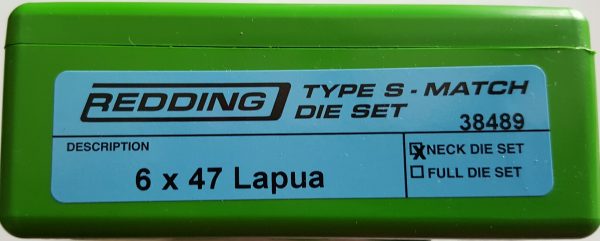 REDDING TYPE S - MATCH
DIE SET
38489
DESCRIPTION
6 x 47 Lapua
☒ NECK DIE SET
☐ FULL DIE SET